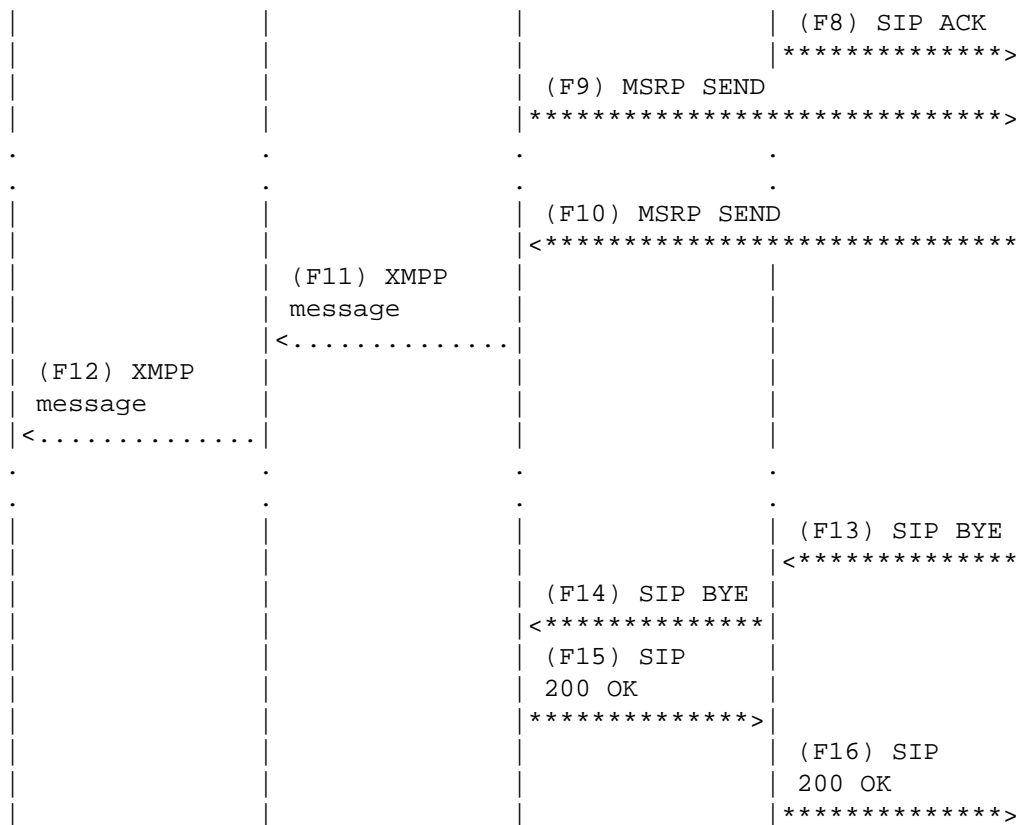 (F8) SIP ACK
(F9) MSRP SEND
(F10) MSRP SEND
(F11) XMPP
message
(F12) XMPP
message
(F13) SIP BYE
(F14) SIP BYE
(F15) SIP
200 OK
(F16) SIP
200 OK